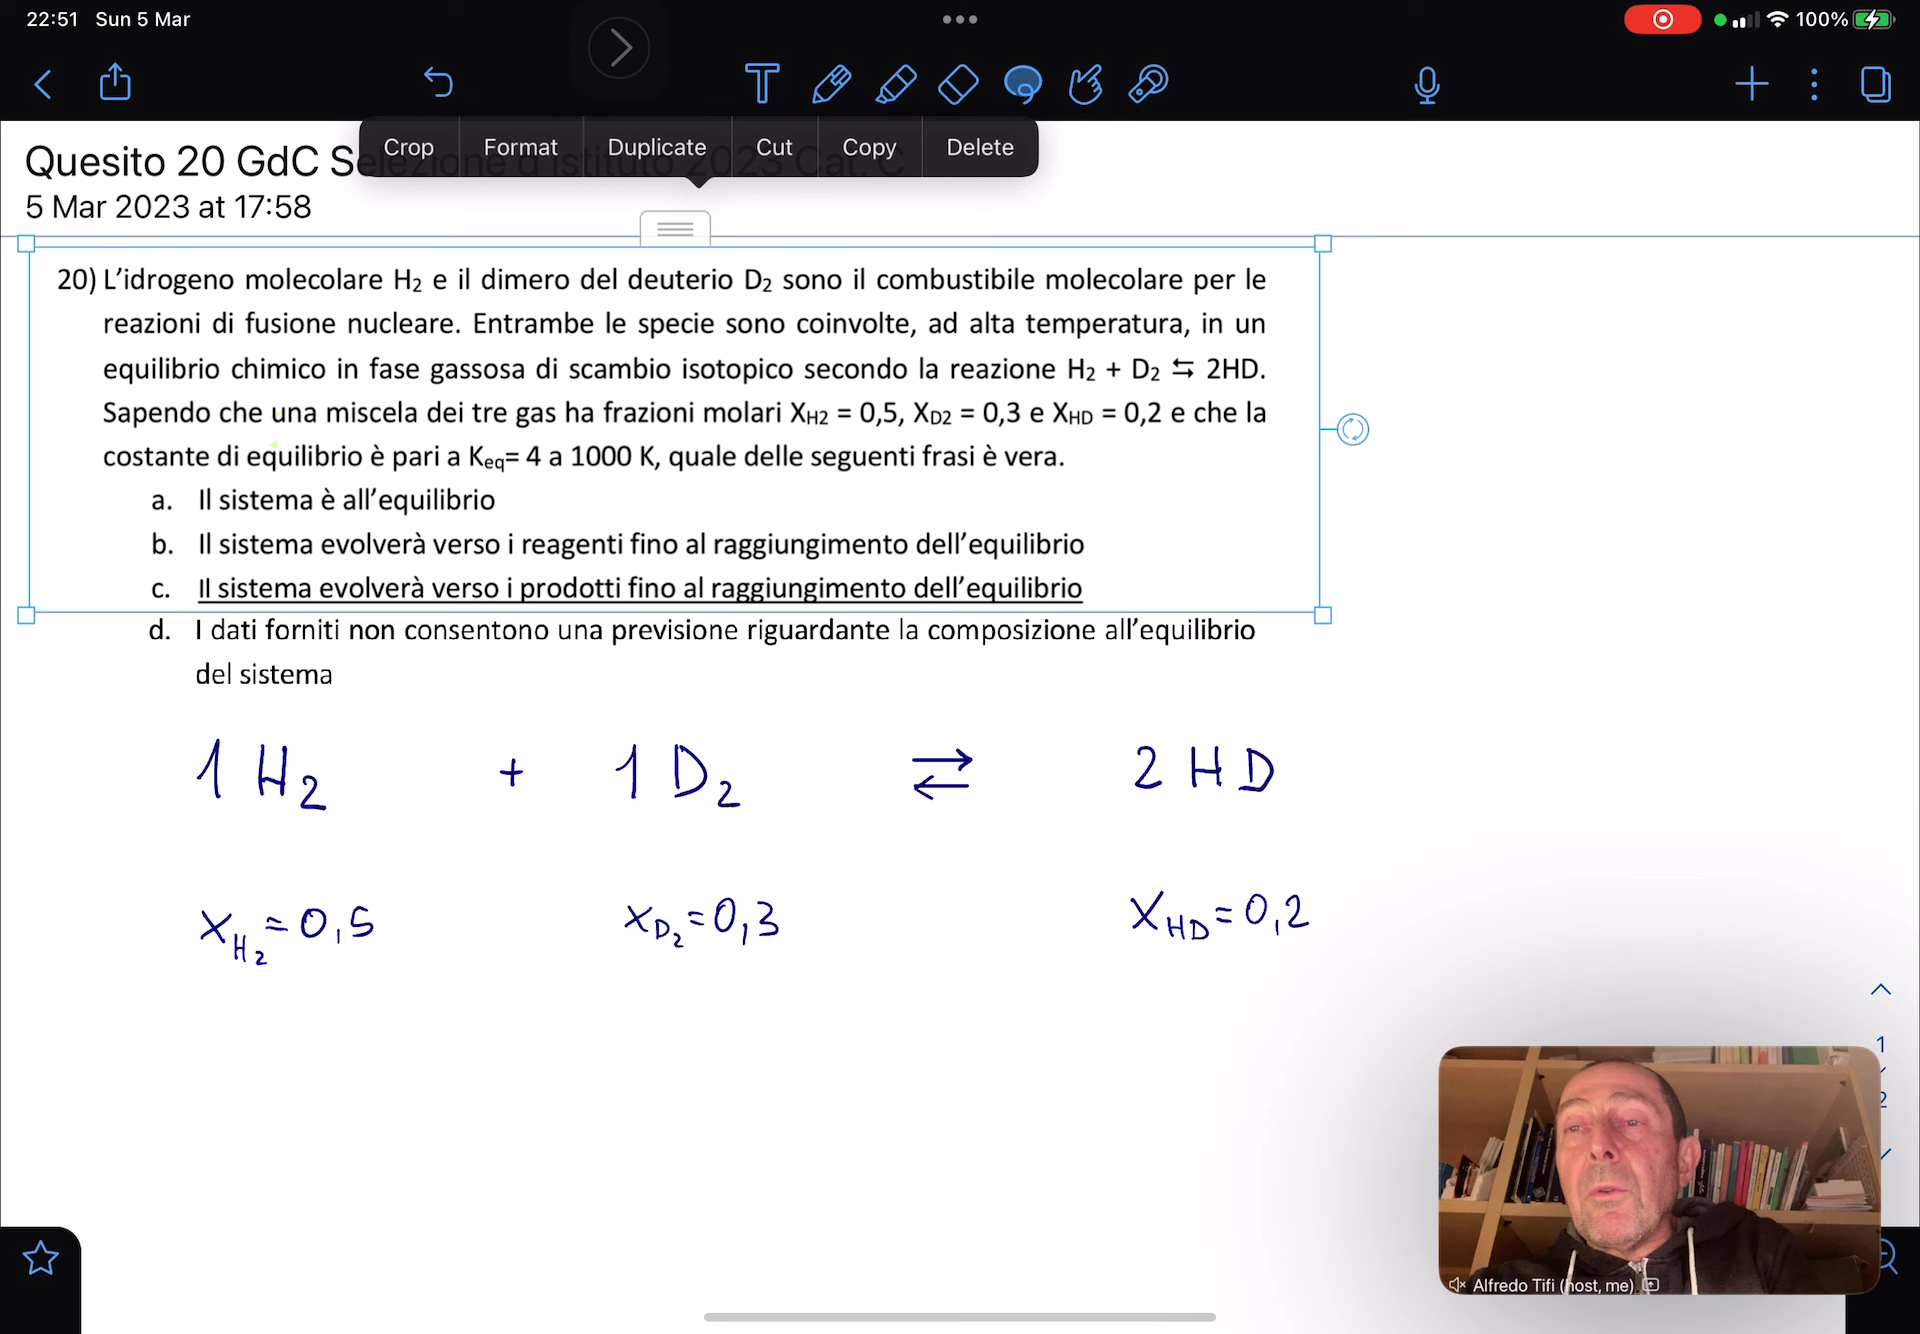 22:51 Sun 5 Mar
100%
T
Crop Format Duplicate Cut Copy Delete
Quesito 20 GdC Selezione d'Istituto 2023 Cat. C
5 Mar 2023 at 17:58
20) L'idrogeno molecolare H2 e il dimero del deuterio D2 sono il combustibile molecolare per le
reazioni di fusione nucleare. Entrambe le specie sono coinvolte, ad alta temperatura, in un
equilibrio chimico in fase gassosa di scambio isotopico secondo la reazione H2 + D2 ⇆ 2HD.
Sapendo che una miscela dei tre gas ha frazioni molari XH2 = 0,5, XD2 = 0,3 e XHD = 0,2 e che la
costante di equilibrio è pari a Keq= 4 a 1000 K, quale delle seguenti frasi è vera.
a. Il sistema è all'equilibrio
b. Il sistema evolverà verso i reagenti fino al raggiungimento dell'equilibrio
c. Il sistema evolverà verso i prodotti fino al raggiungimento dell'equilibrio
d. I dati forniti non consentono una previsione riguardante la composizione all'equilibrio
del sistema
1 H2 + 1 D2 ⇄ 2 HD
XH2 = 0,5 XD2 = 0,3 XHD = 0,2
1
2
Alfredo Tifi (host, me)